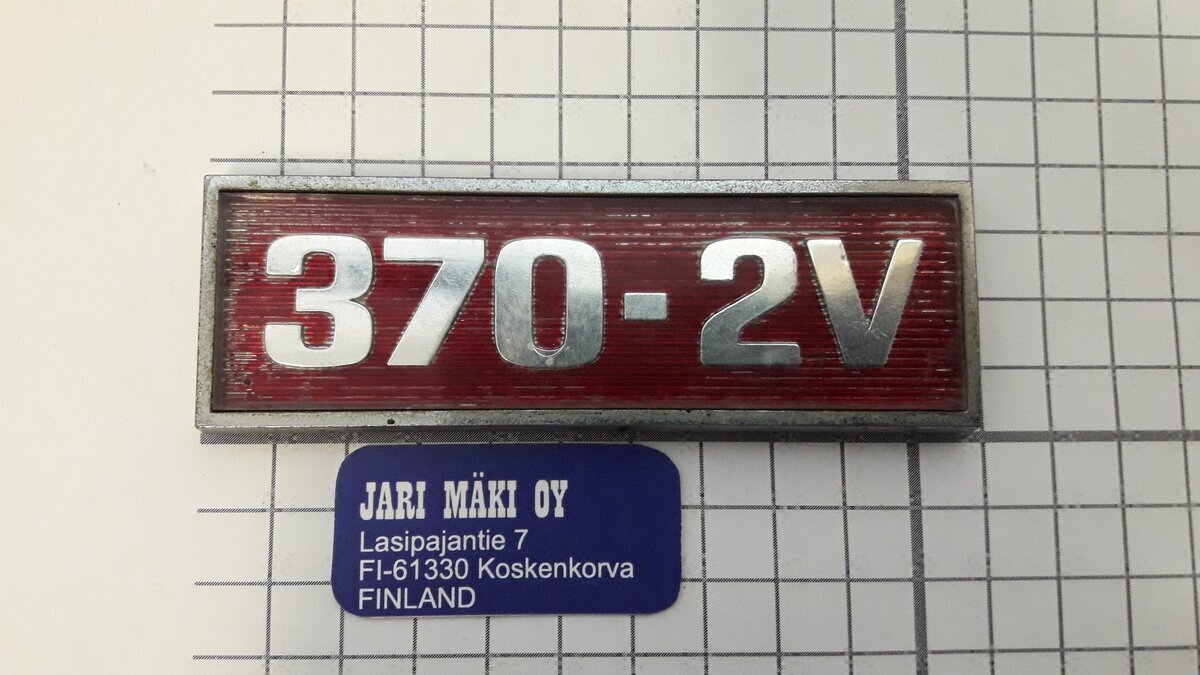 370-2V
JARI MÄKI OY
Lasipajantie 7
FI-61330 Koskenkorva
FINLAND